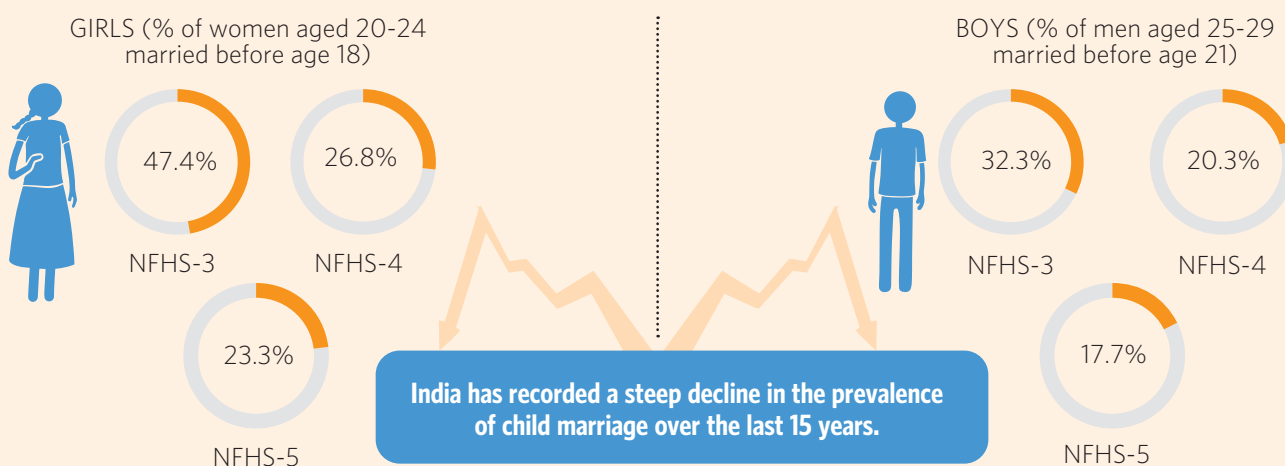 GIRLS (% of women aged 20-24
married before age 18)
47.4%
NFHS-3
26.8%
NFHS-4
23.3%
NFHS-5
BOYS (% of men aged 25-29
married before age 21)
32.3%
NFHS-3
20.3%
NFHS-4
17.7%
NFHS-5
India has recorded a steep decline in the prevalence
of child marriage over the last 15 years.